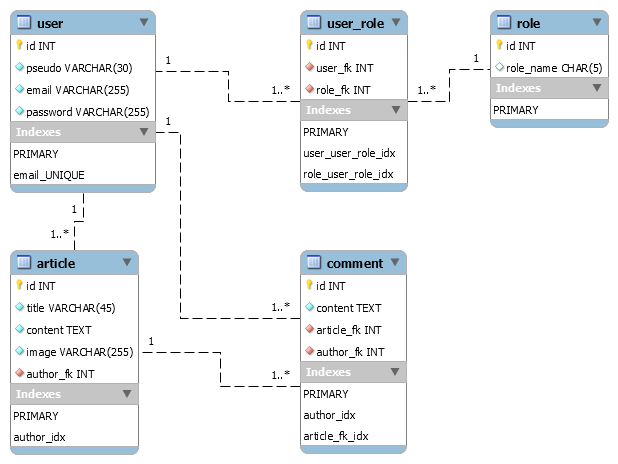 user
id INT
pseudo VARCHAR(30)
email VARCHAR(255)
password VARCHAR(255)
Indexes
PRIMARY
email_UNIQUE
1
1..*
user_role
id INT
user_fk INT
role_fk INT
Indexes
PRIMARY
user_user_role_idx
role_user_role_idx
1
1..*
role
id INT
role_name CHAR(5)
Indexes
PRIMARY
1
1..*
article
id INT
title VARCHAR(45)
content TEXT
image VARCHAR(255)
author_fk INT
Indexes
PRIMARY
author_idx
1
1..*
comment
id INT
content TEXT
article_fk INT
author_fk INT
Indexes
PRIMARY
author_idx
article_fk_idx
1
1..*